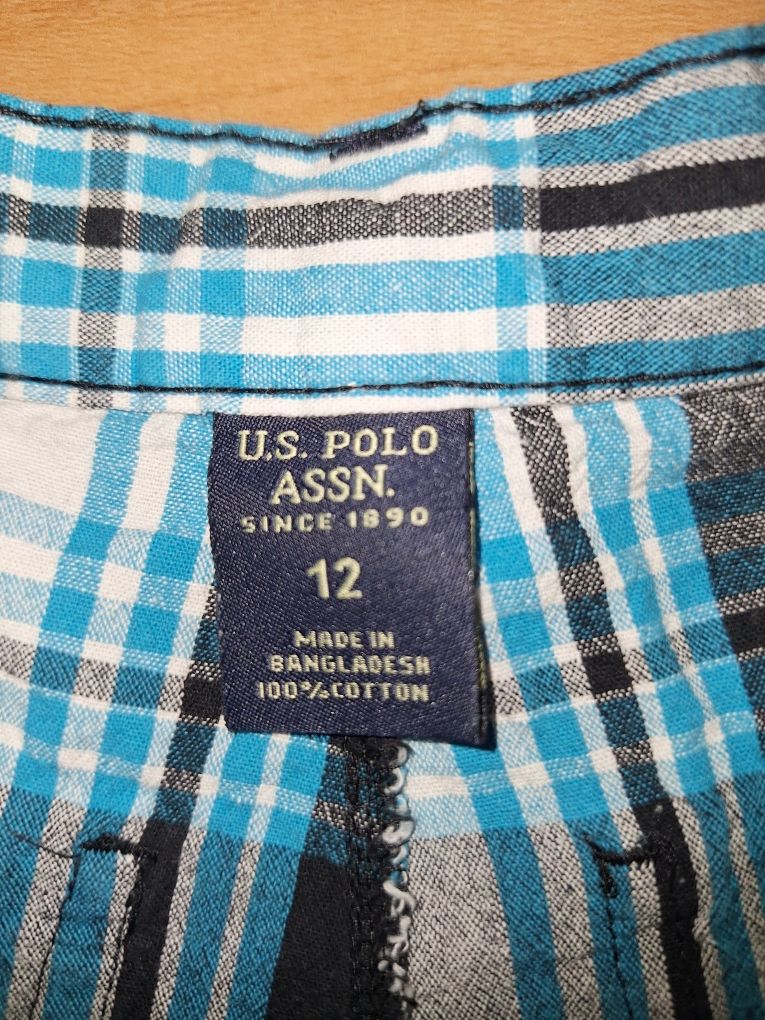 U.S. POLO
ASSN.
SINCE 1890
12
MADE IN
BANGLADESH
100% COTTON